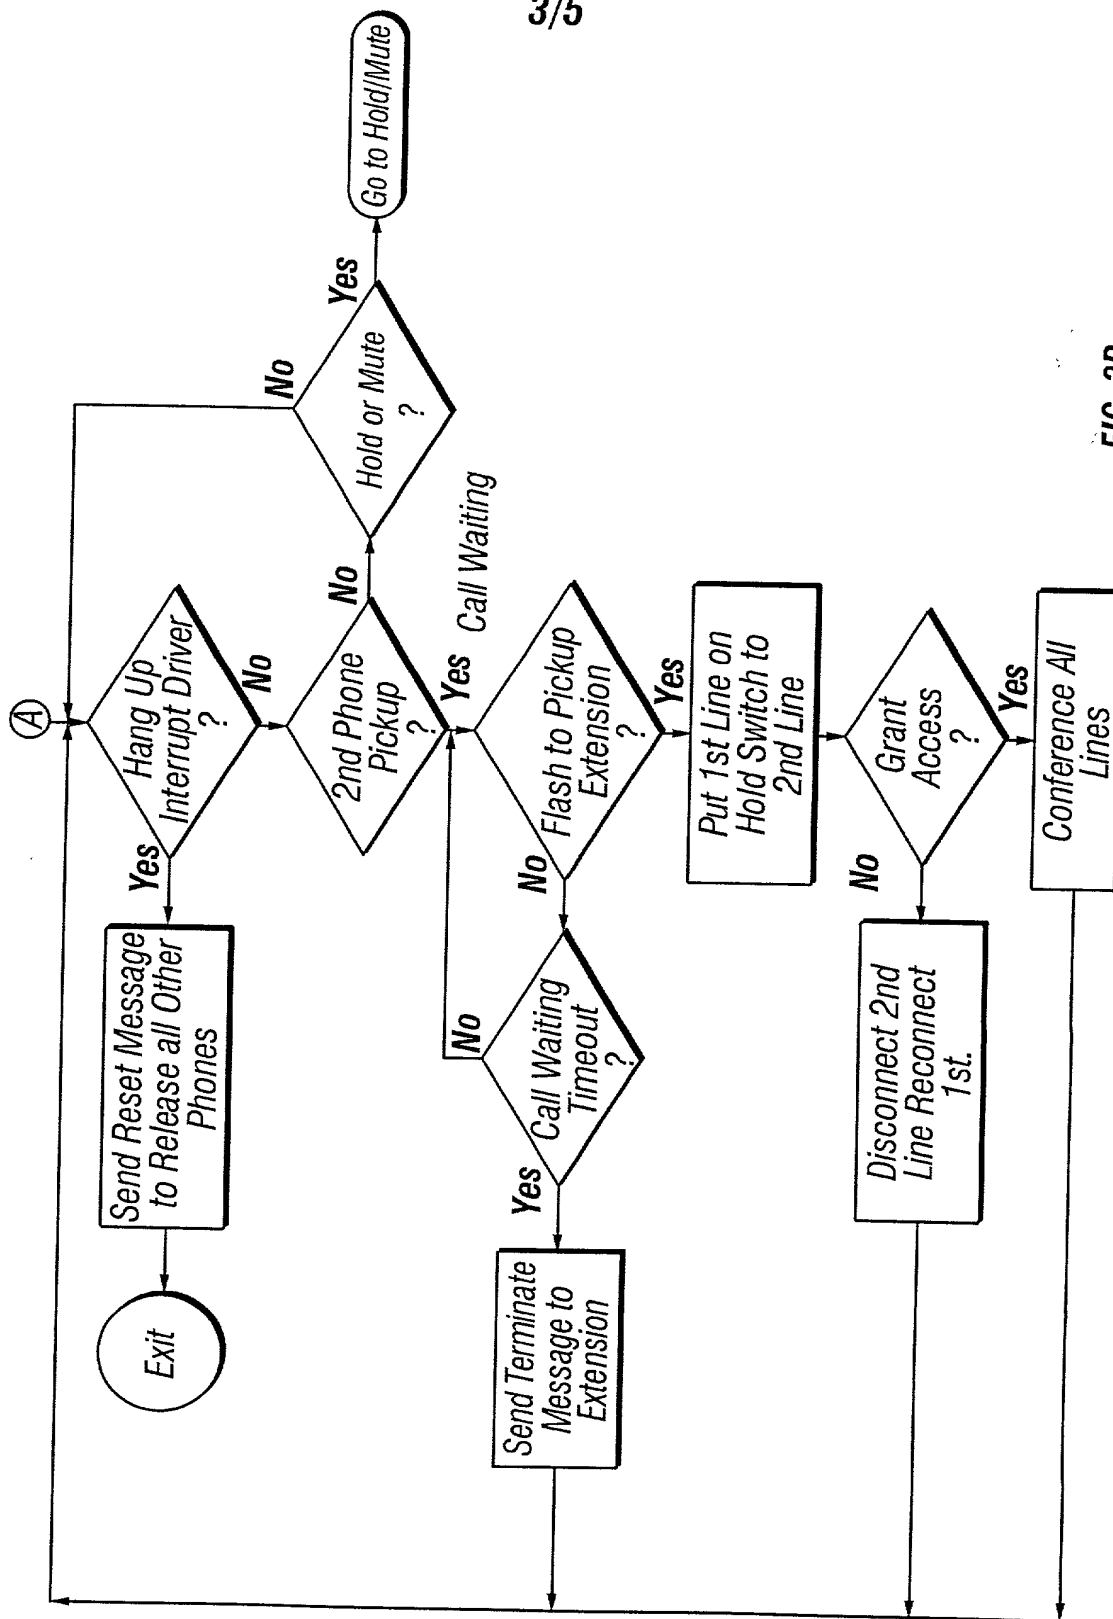 3/5
A
Hang Up
Interrupt Driver
?
Yes
No
Send Reset Message
to Release all Other
Phones
Exit
2nd Phone
Pickup
?
No
Yes
Hold or Mute
?
No
Yes
Go to Hold/Mute
Call Waiting
Flash to Pickup
Extension
?
No
Yes
Call Waiting
Timeout
?
No
Yes
Send Terminate
Message to
Extension
Put 1st Line on
Hold Switch to
2nd Line
Grant
Access
?
No
Yes
Disconnect 2nd
Line Reconnect
1st.
Conference All
Lines